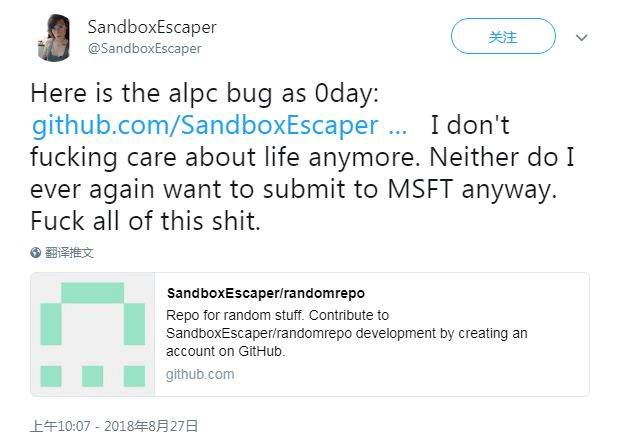 SandboxEscaper
@SandboxEscaper
关注
Here is the alpc bug as 0day:
github.com/SandboxEscaper ... I don't
fucking care about life anymore. Neither do I
ever again want to submit to MSFT anyway.
Fuck all of this shit.
翻译推文
SandboxEscaper/randomrepo
Repo for random stuff. Contribute to
SandboxEscaper/randomrepo development by creating an
account on GitHub.
github.com
上午10:07 - 2018年8月27日